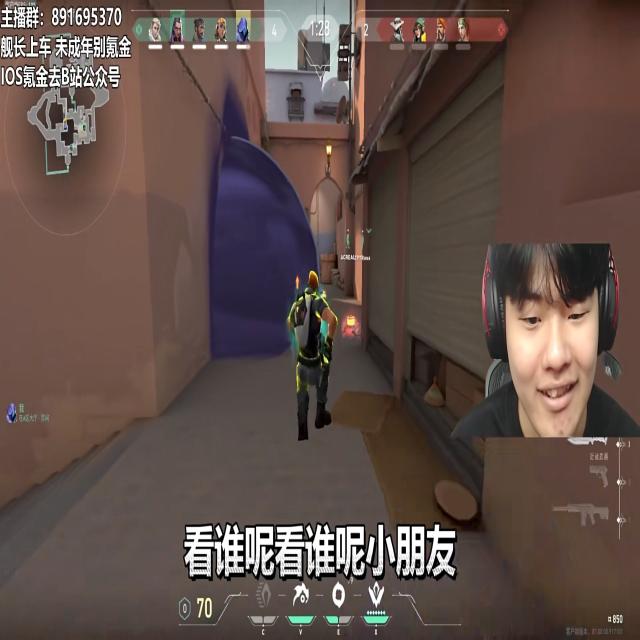 主播群：891695370
舰长上车 未成年别氪金
IOS氪金去B站公众号
4
1:28
2
我
看谁呢看谁呢小朋友
70
C
X
850